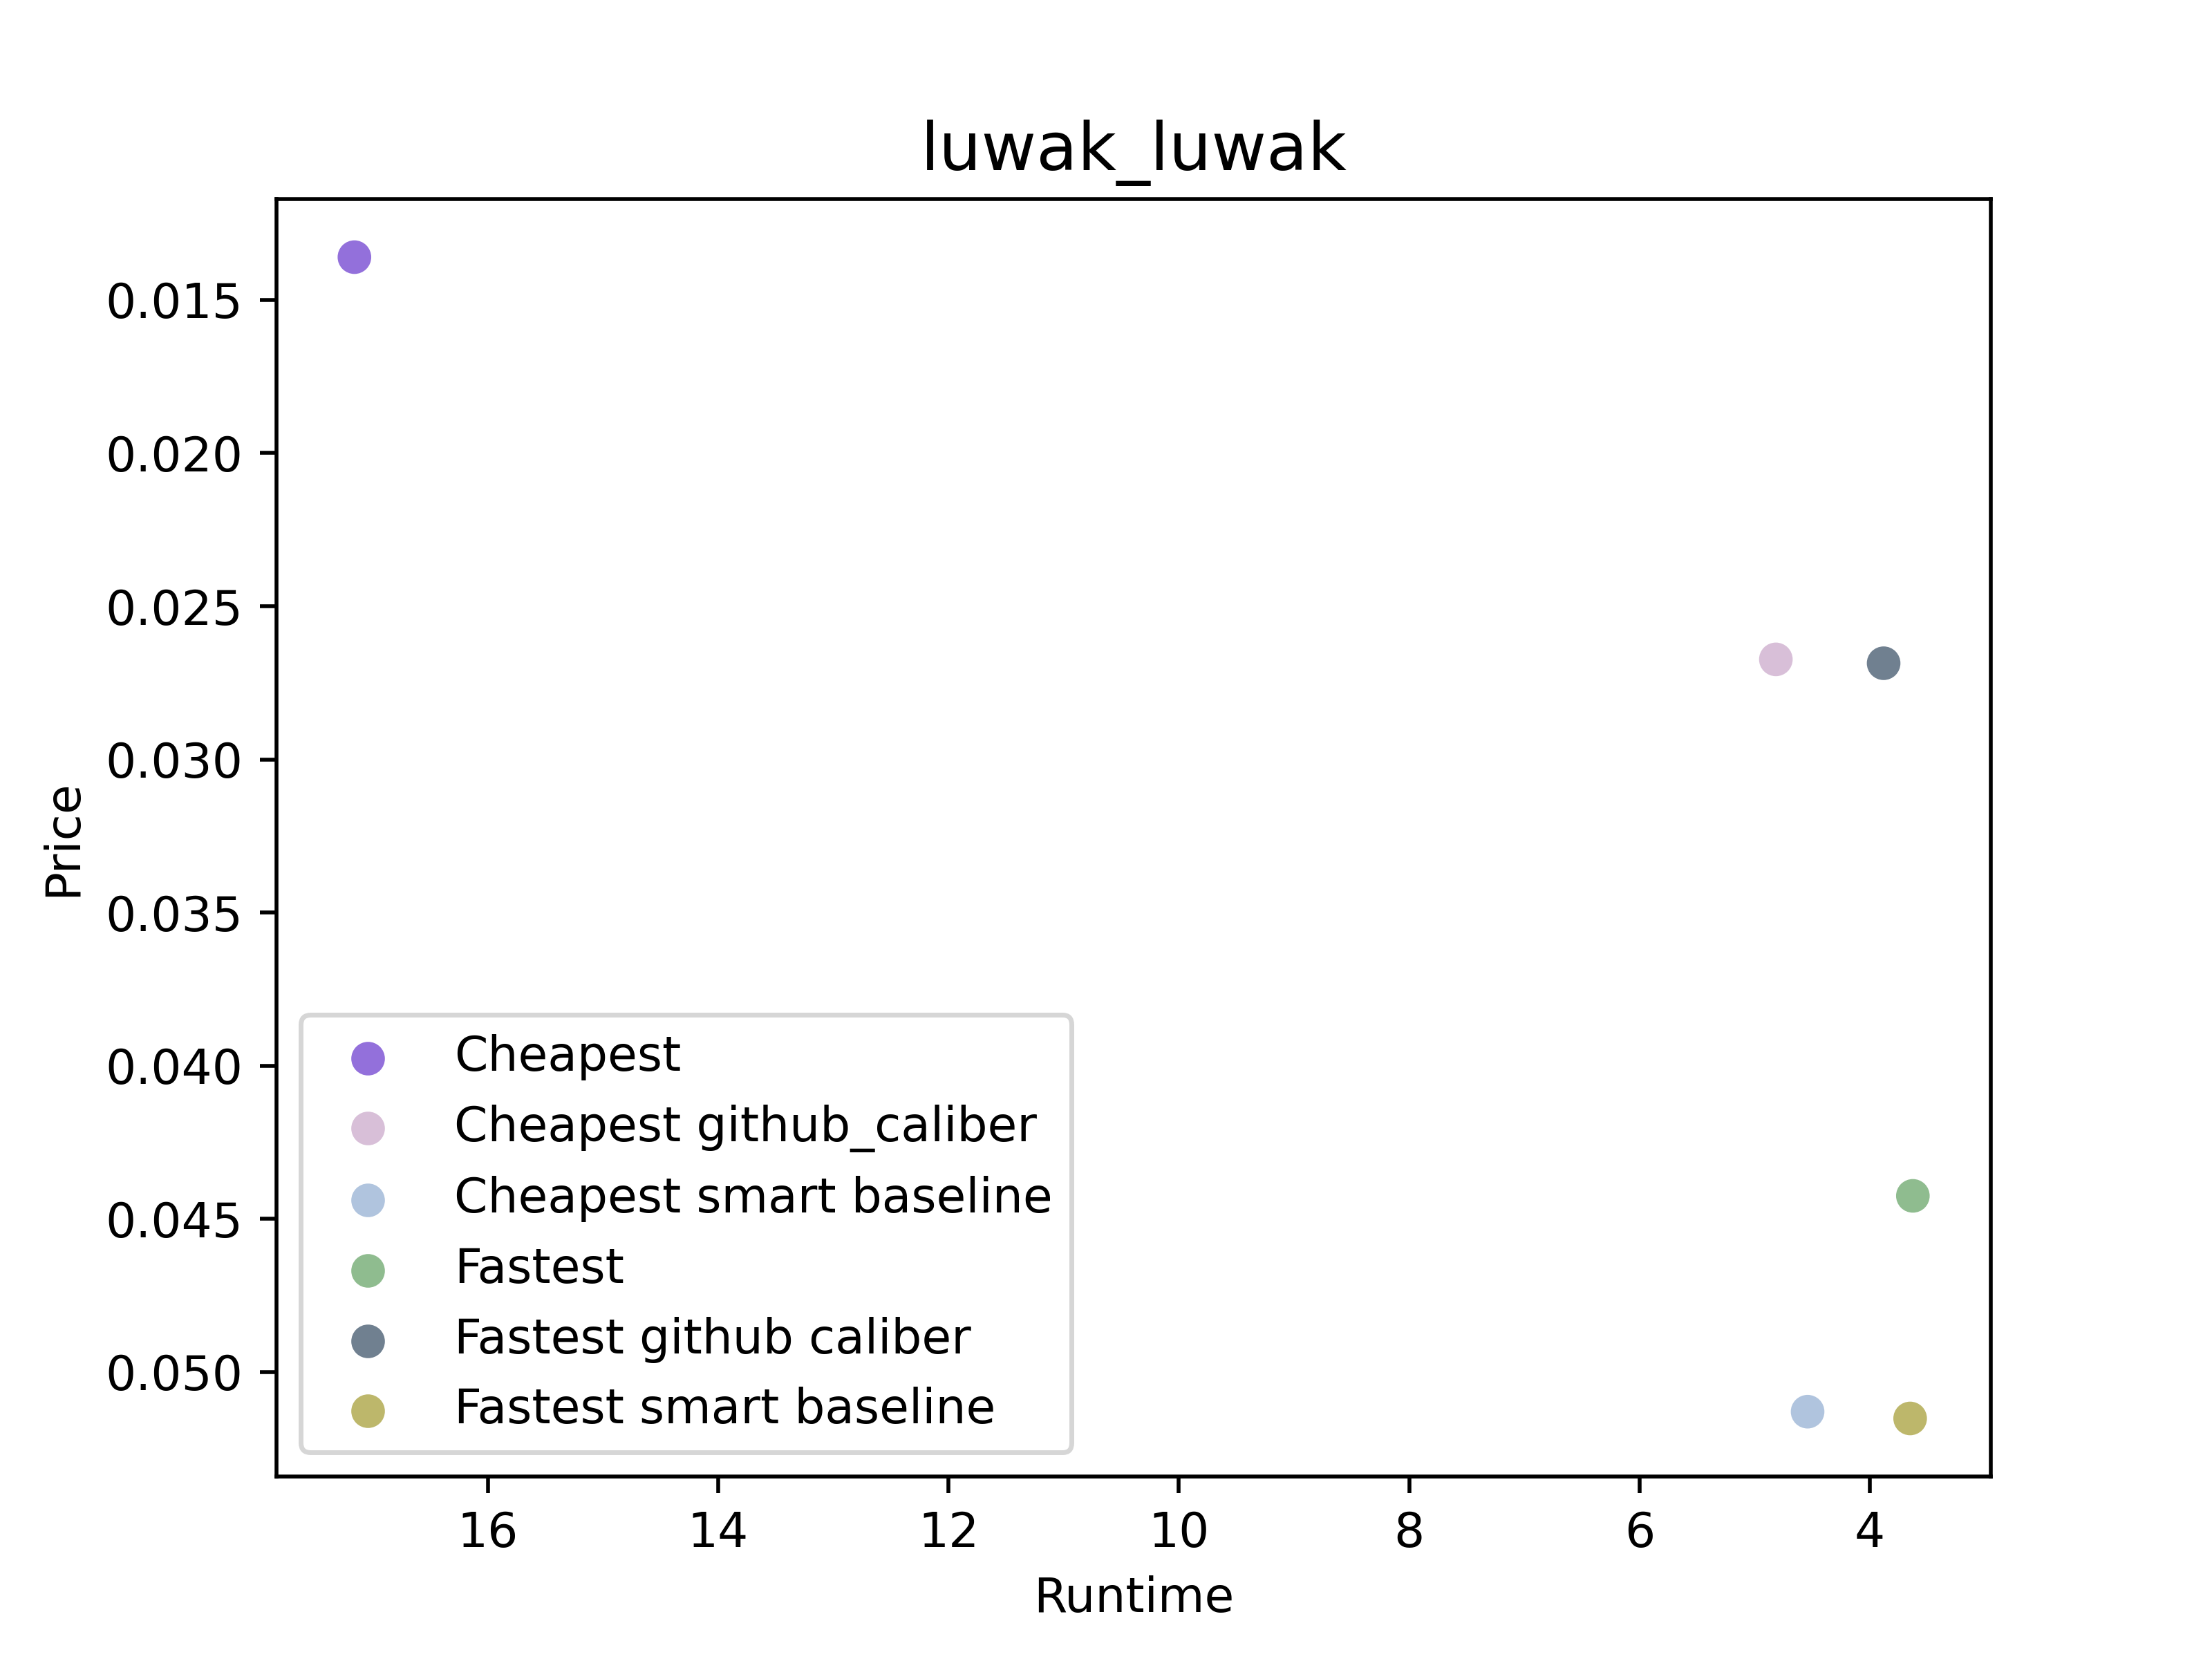 luwak_luwak
Price
0.015
0.020
0.025
0.030
0.035
0.040
0.045
0.050
Cheapest
Cheapest github_caliber
Cheapest smart baseline
Fastest
Fastest github caliber
Fastest smart baseline
16 14 12 10 8 6 4
Runtime